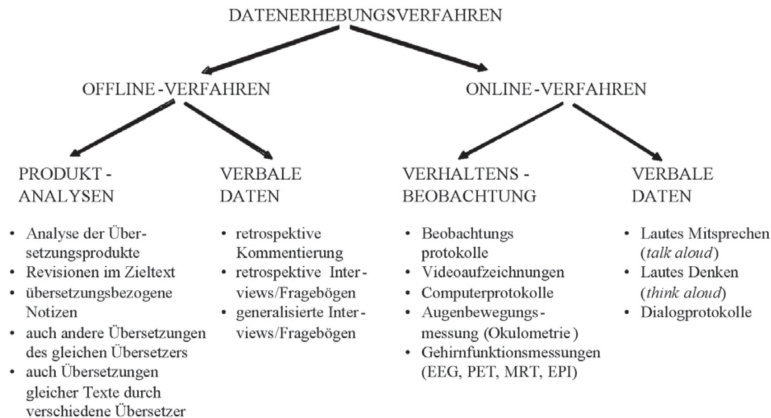 DATENERHEBUNGSVERFAHREN
OFFLINE-VERFAHREN
ONLINE-VERFAHREN
PRODUKT-
ANALYSEN
• Analyse der Über-
setzungsprodukte
• Revisionen im Zieltext
• übersetzungsbezogene
Notizen
• auch andere Übersetzungen
des gleichen Übersetzers
• auch Übersetzungen
gleicher Texte durch
verschiedene Übersetzer
VERBALE
DATEN
• retrospektive
Kommentierung
• retrospektive Inter-
views/Fragebögen
• generalisierte Inter-
views/Fragebögen
VERHALTENS-
BEOBACHTUNG
• Beobachtungs
protokolle
• Videoaufzeichnungen
• Computerprotokolle
• Augenbewegungs-
messung (Okulometrie)
• Gehirnfunktionsmessungen
(EEG, PET, MRT, EPI)
VERBALE
DATEN
• Lautes Mitsprechen
(talk aloud)
• Lautes Denken
(think aloud)
• Dialogprotokolle